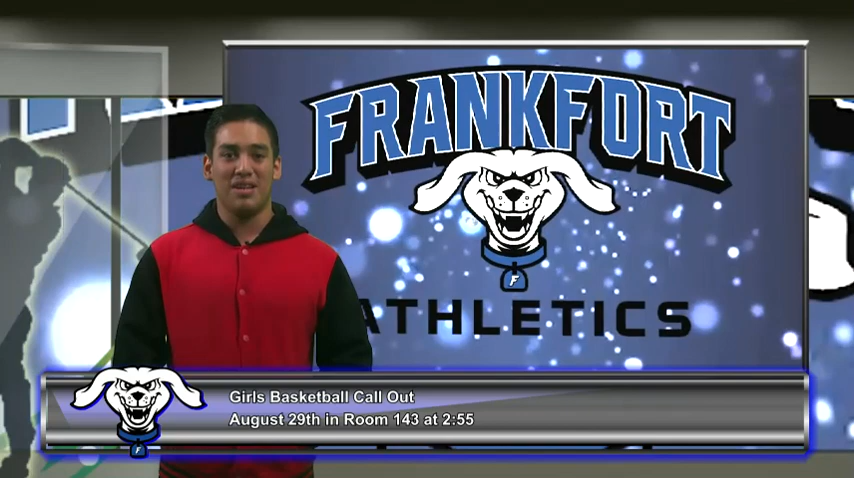 FRANKFORT
F
ATHLETICS
Girls Basketball Call Out
August 29th in Room 143 at 2:55
F